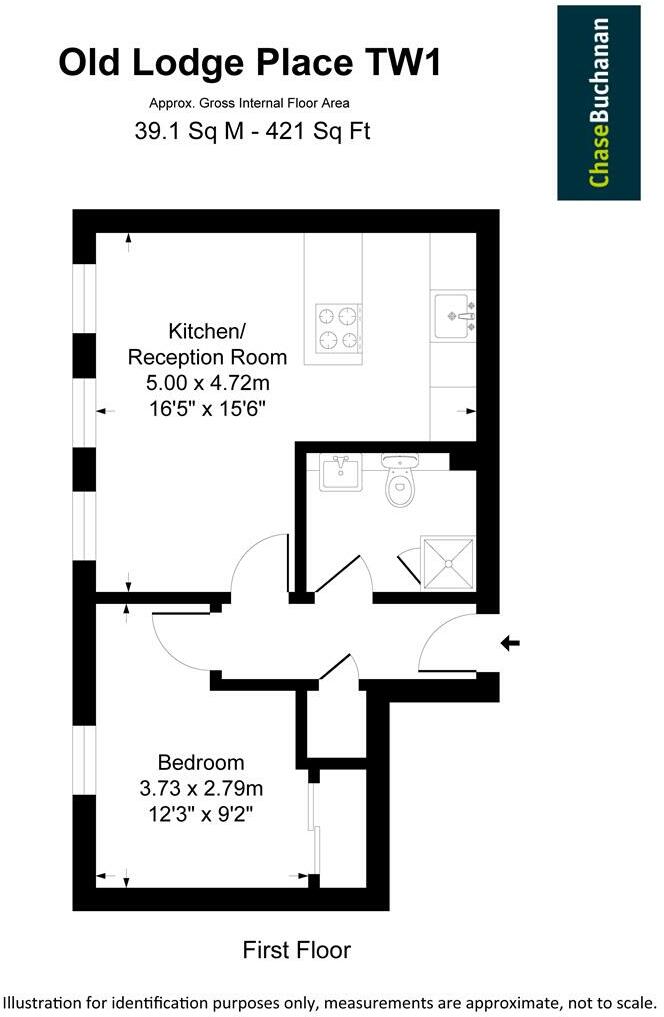 Old Lodge Place TW1
Approx. Gross Internal Floor Area
39.1 Sq M - 421 Sq Ft
ChaseBuchanan
Kitchen/
Reception Room
5.00 x 4.72m
16'5" x 15'6"
Bedroom
3.73 x 2.79m
12'3" x 9'2"
First Floor
Illustration for identification purposes only, measurements are approximate, not to scale.